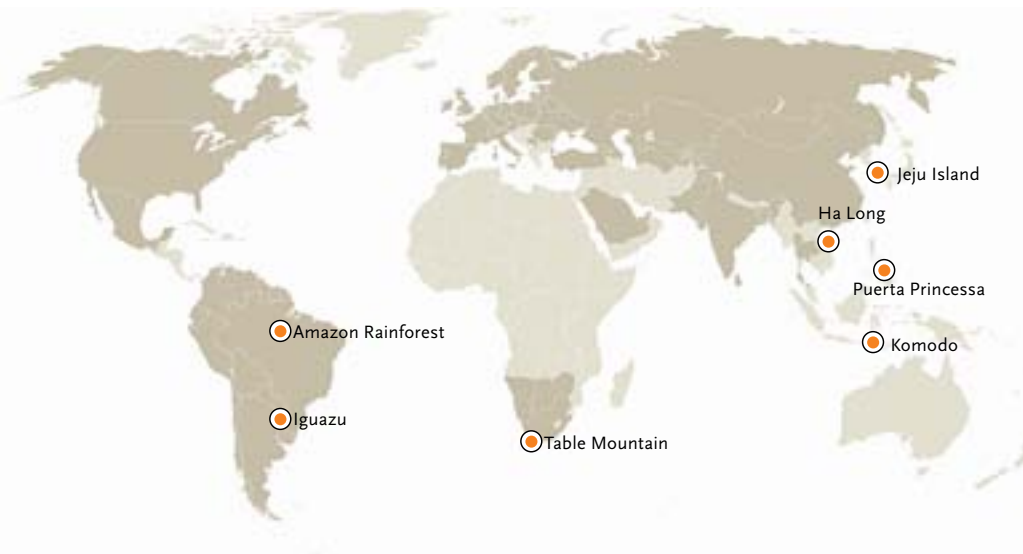 Jeju Island
Ha Long
Puerta Princessa
Amazon Rainforest
Komodo
Iguazu
Table Mountain